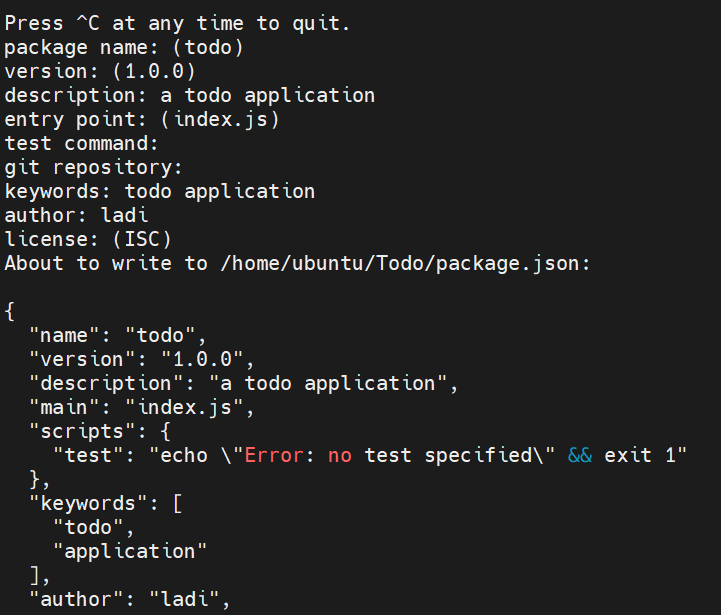 Press ^C at any time to quit.
package name: (todo)
version: (1.0.0)
description: a todo application
entry point: (index.js)
test command:
git repository:
keywords: todo application
author: ladi
license: (ISC)
About to write to /home/ubuntu/Todo/package.json:

{
  "name": "todo",
  "version": "1.0.0",
  "description": "a todo application",
  "main": "index.js",
  "scripts": {
    "test": "echo \"Error: no test specified\" && exit 1"
  },
  "keywords": [
    "todo",
    "application"
  ],
  "author": "ladi",